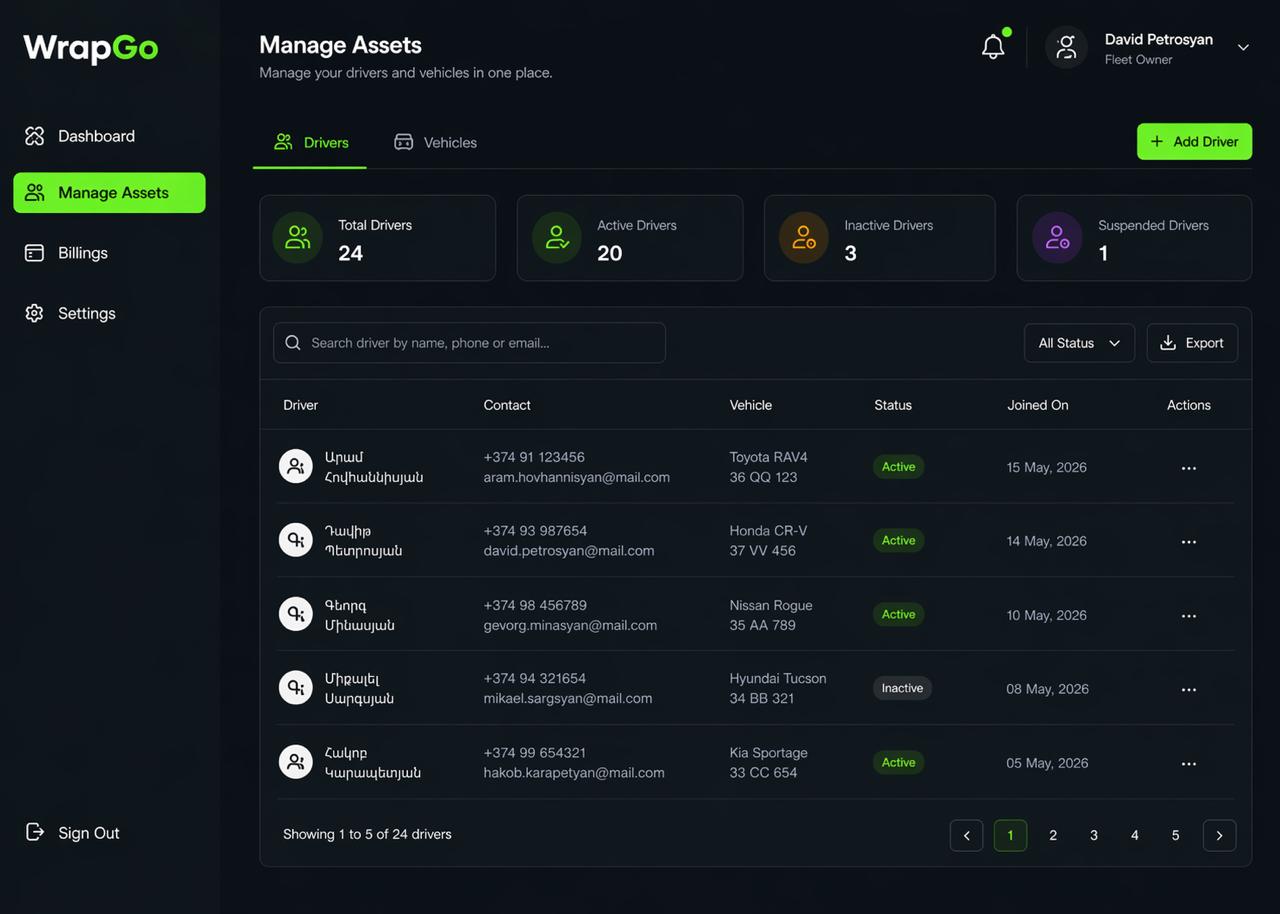 WrapGo
Manage Assets
Manage your drivers and vehicles in one place.
David Petrosyan
Fleet Owner
Dashboard
Manage Assets
Billings
Settings
Sign Out
Drivers
Vehicles
+ Add Driver
Total Drivers
24
Active Drivers
20
Inactive Drivers
3
Suspended Drivers
1
Search driver by name, phone or email...
All Status
Export
Driver Contact Vehicle Status Joined On Actions
Արամ +374 91 123456 Toyota RAV4
Հովհաննիսյան aram.hovhannisyan@mail.com 36 QQ 123 Active 15 May, 2026
Դավիթ +374 93 987654 Honda CR-V
Պետրոսյան david.petrosyan@mail.com 37 VV 456 Active 14 May, 2026
Գևորգ +374 98 456789 Nissan Rogue
Մինասյան gevorg.minasyan@mail.com 35 AA 789 Active 10 May, 2026
Միքայել +374 94 321654 Hyundai Tucson
Սարգսյան mikael.sargsyan@mail.com 34 BB 321 Inactive 08 May, 2026
Հակոբ +374 99 654321 Kia Sportage
Կարապետյան hakob.karapetyan@mail.com 33 CC 654 Active 05 May, 2026
Showing 1 to 5 of 24 drivers
1 2 3 4 5